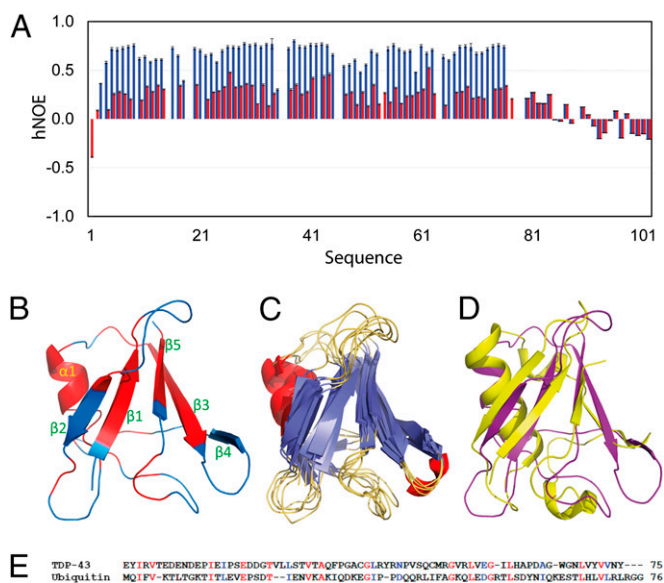 A
1.0
0.5
0.0
-0.5
-1.0
hNOE
1 21 41 61 81 101
Sequence
B
α1
β2
β1
β5
β3
β4
C
D
E
TDP-43 EYIRVTEDENDEPIEIPSEDDGTVLLSTVTAQFPGACGLRYRNPVSQCMRGVRLVEG-ILHAPDAG-WGNLVYVVNY--- 75
Ubiquitin MQIFV-KTLTGKTITLEVEPSDT--IENVKAKIQDKEGIP-PDQQRLIFAGKQLEDGRTLSDYNIQKESTLHLVLRLRGG 75